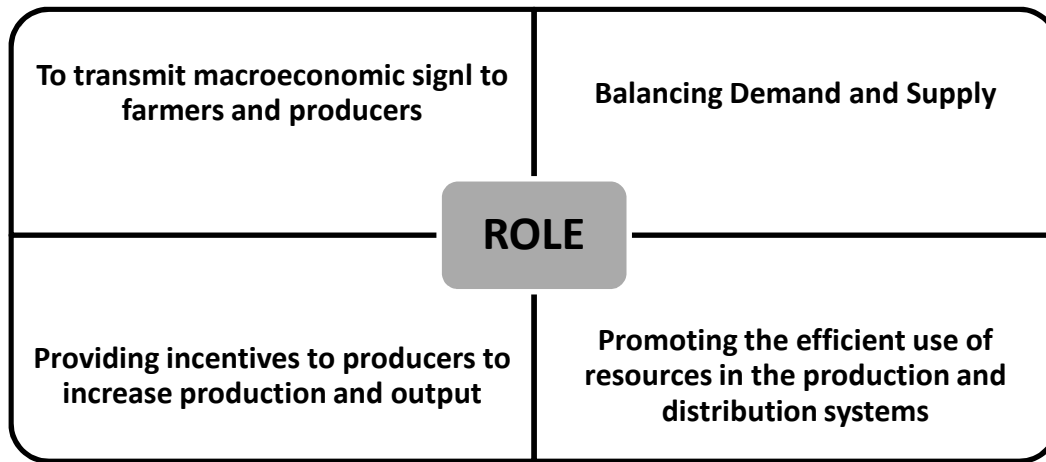 To transmit macroeconomic signl to
farmers and producers
Balancing Demand and Supply
ROLE
Providing incentives to producers to
increase production and output
Promoting the efficient use of
resources in the production and
distribution systems